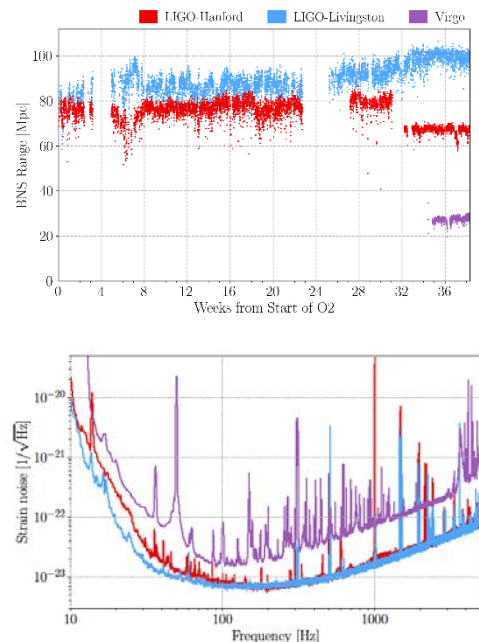 LIGO-Hanford LIGO-Livingston Virgo
100
80
60
40
20
0
BNS Range [Mpc]
0 4 8 12 16 20 24 28 32 36
Weeks from Start of O2
10⁻²⁰
10⁻²¹
10⁻²²
10⁻²³
Strain noise [1/√Hz]
10 100 1000
Frequency [Hz]